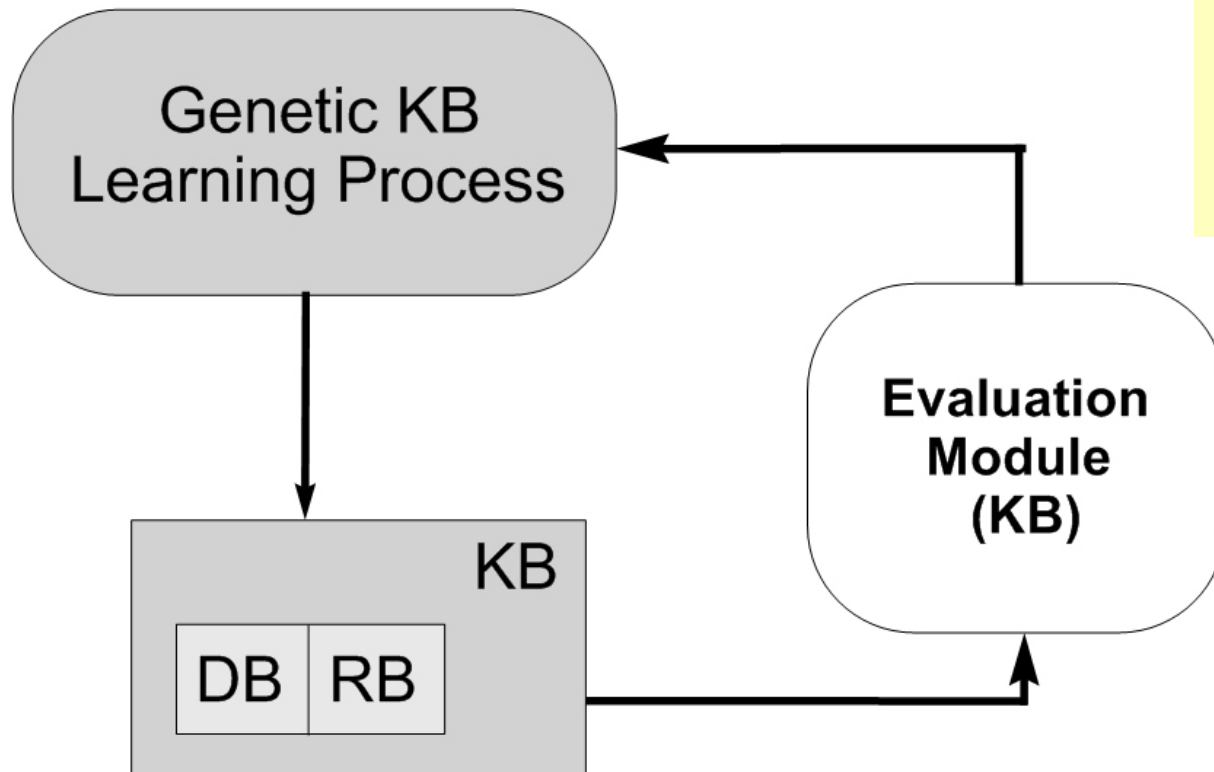 Genetic KB
Learning Process
Evaluation
Module
(KB)
KB
DB RB